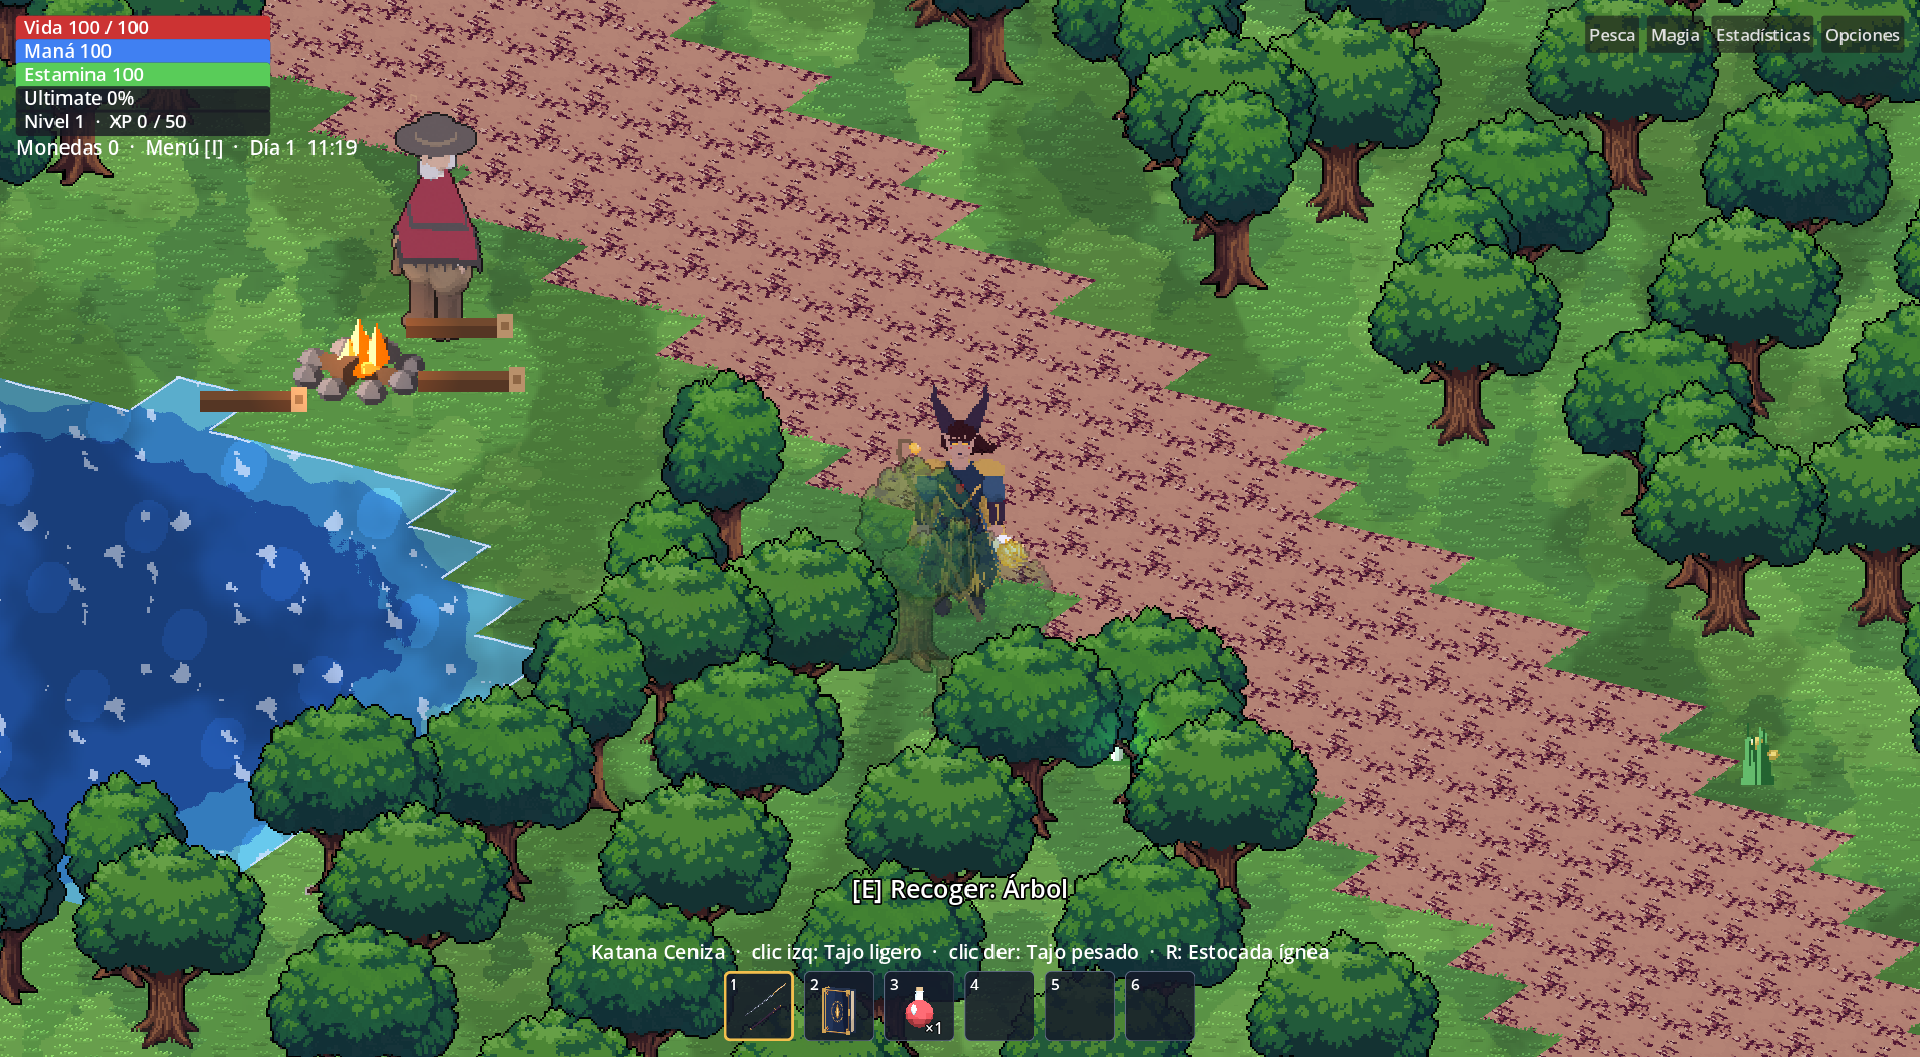 Vida 100 / 100
Maná 100
Estamina 100
Ultimate 0%
Nivel 1 · XP 0 / 50
Monedas 0 · Menú [I] · Día 1 11:19
Pesca Magia Estadísticas Opciones
[E] Recoger: Árbol
Katana Ceniza · clic izq: Tajo ligero · clic der: Tajo pesado · R: Estocada ígnea
1 2 3 4 5 6
×1